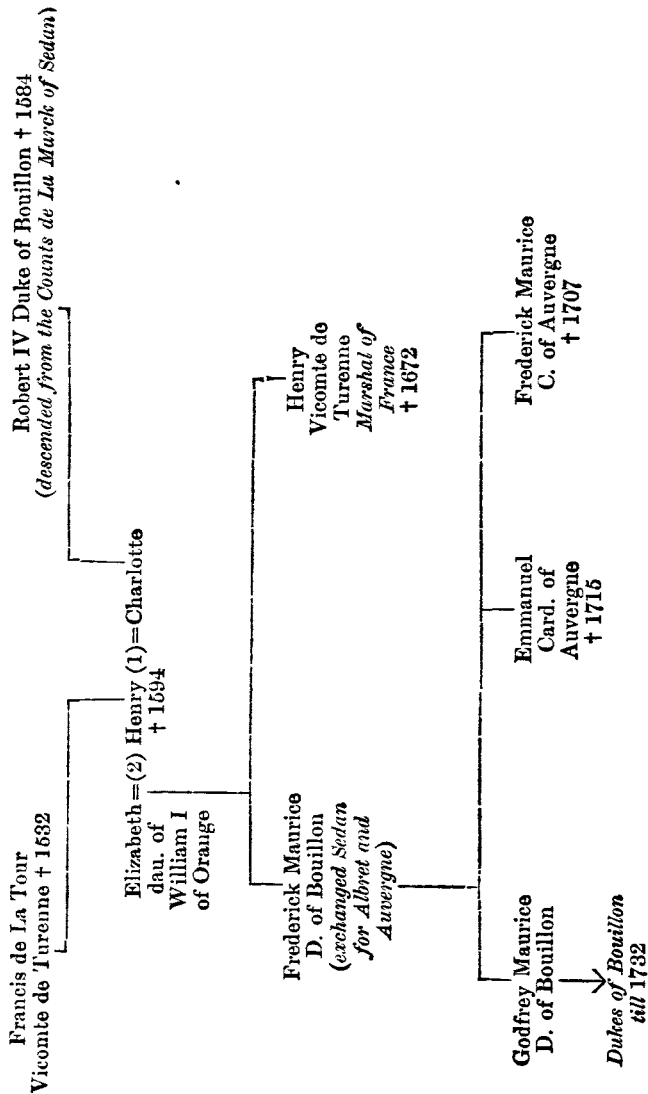 Francis de La Tour
Vicomte de Turenne † 1532
Robert IV Duke of Bouillon † 1584
(descended from the Counts de La Marck of Sedan)
Elizabeth=(2) Henry (1)=Charlotte
dau. of
William I
of Orange
† 1594
Frederick Maurice
D. of Bouillon
(exchanged Sedan
for Albret and
Auvergne)
Henry
Vicomte de
Turenne
Marshal of
France
† 1672
Godfrey Maurice
D. of Bouillon
Dukes of Bouillon
till 1732
Emmanuel
Card. of
Auvergne
† 1715
Frederick Maurice
C. of Auvergne
† 1707